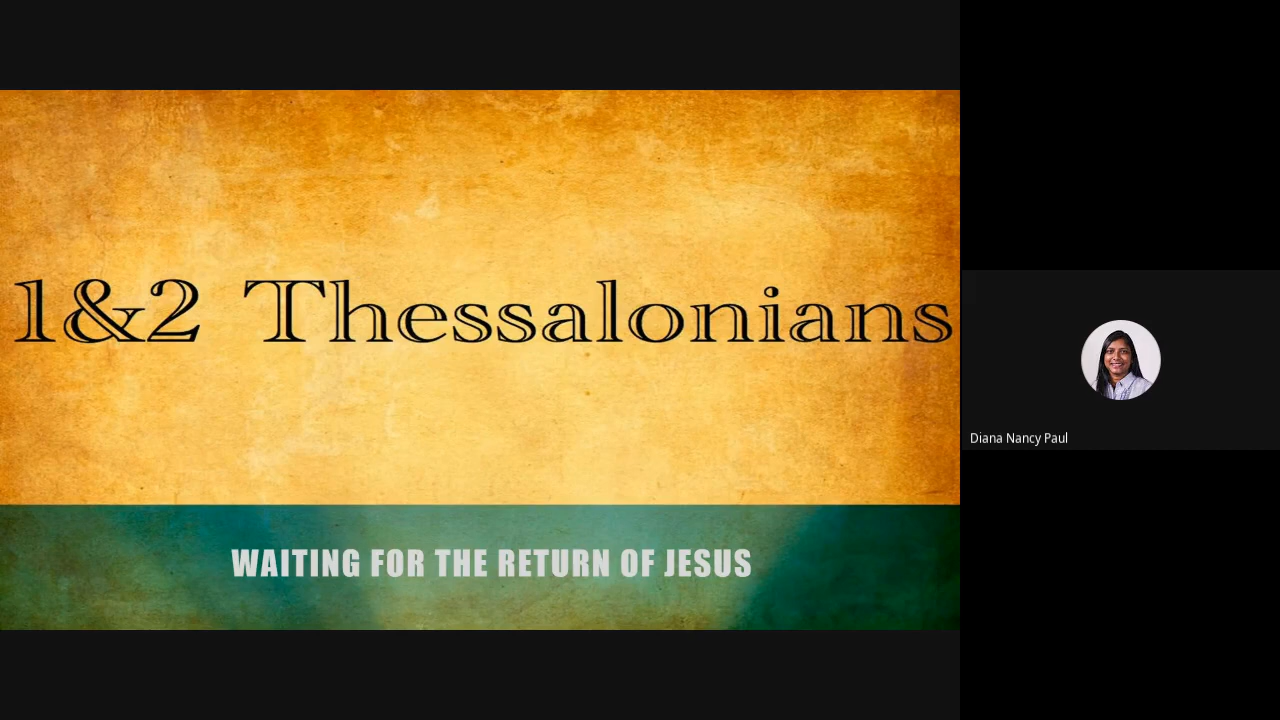 1&2 Thessalonians
WAITING FOR THE RETURN OF JESUS
Diana Nancy Paul